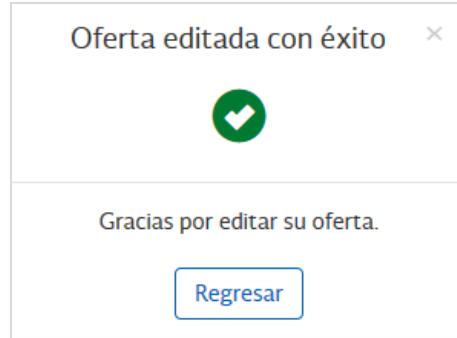 Oferta editada con éxito ×
Gracias por editar su oferta.
Regresar